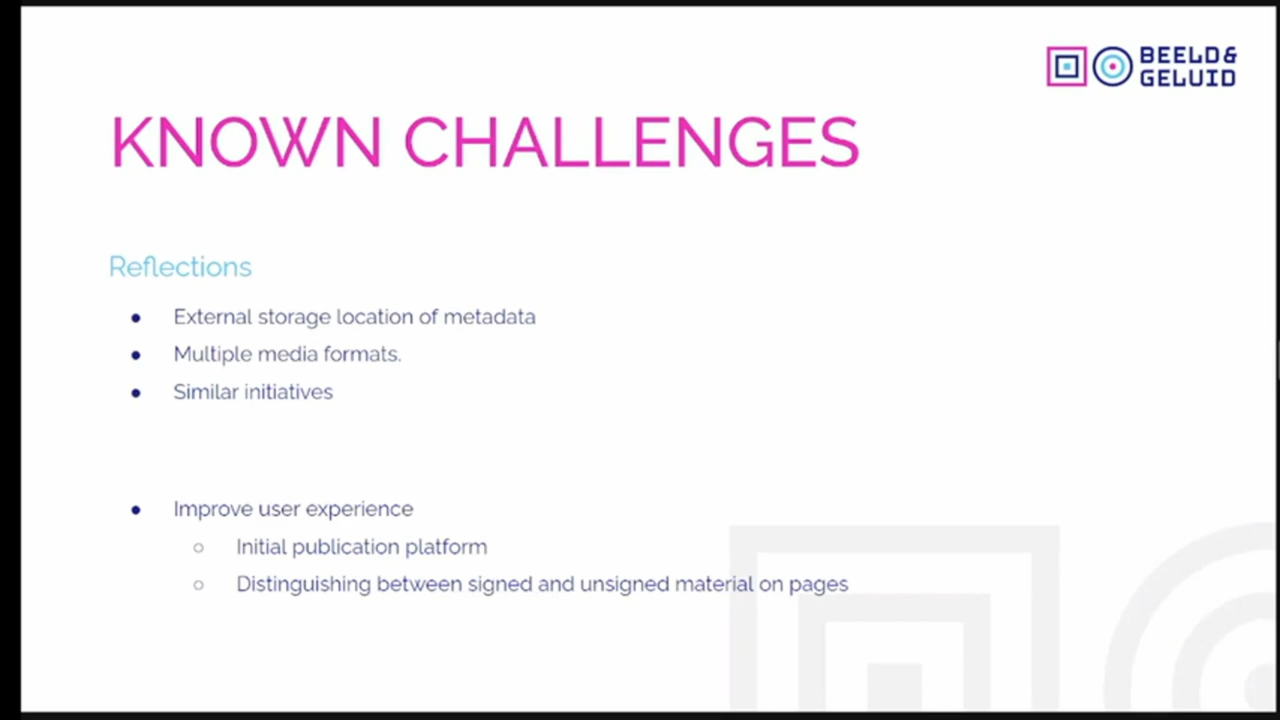 BEELD&
GELUID
KNOWN CHALLENGES
Reflections
● External storage location of metadata
● Multiple media formats.
● Similar initiatives
● Improve user experience
○ Initial publication platform
○ Distinguishing between signed and unsigned material on pages